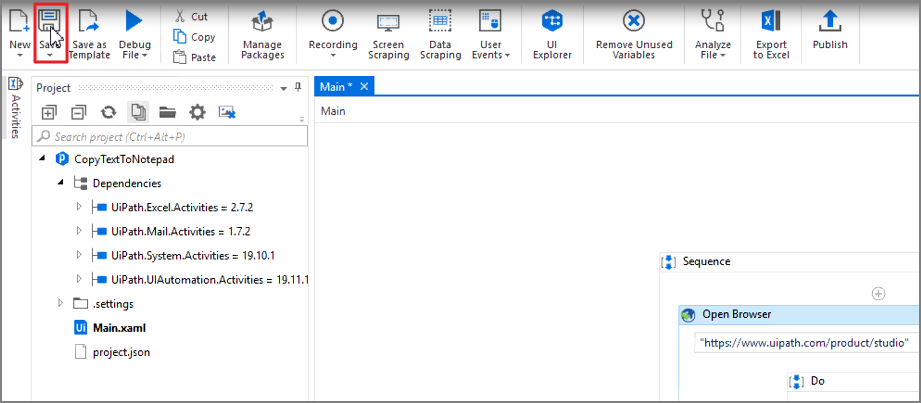 New
Save
Save as
Template
Debug
File
Cut
Copy
Paste
Manage
Packages
Recording
Screen
Scraping
Data
Scraping
User
Events
UI
Explorer
Remove Unused
Variables
Analyze
File
Export
to Excel
Publish
Activities
Project
Search project (Ctrl+Alt+P)
CopyTextToNotepad
Dependencies
UiPath.Excel.Activities = 2.7.2
UiPath.Mail.Activities = 1.7.2
UiPath.System.Activities = 19.10.1
UiPath.UIAutomation.Activities = 19.11.1
.settings
Ui
Main.xaml
project.json
Main *
Main
Sequence
Open Browser
"https://www.uipath.com/product/studio"
Do